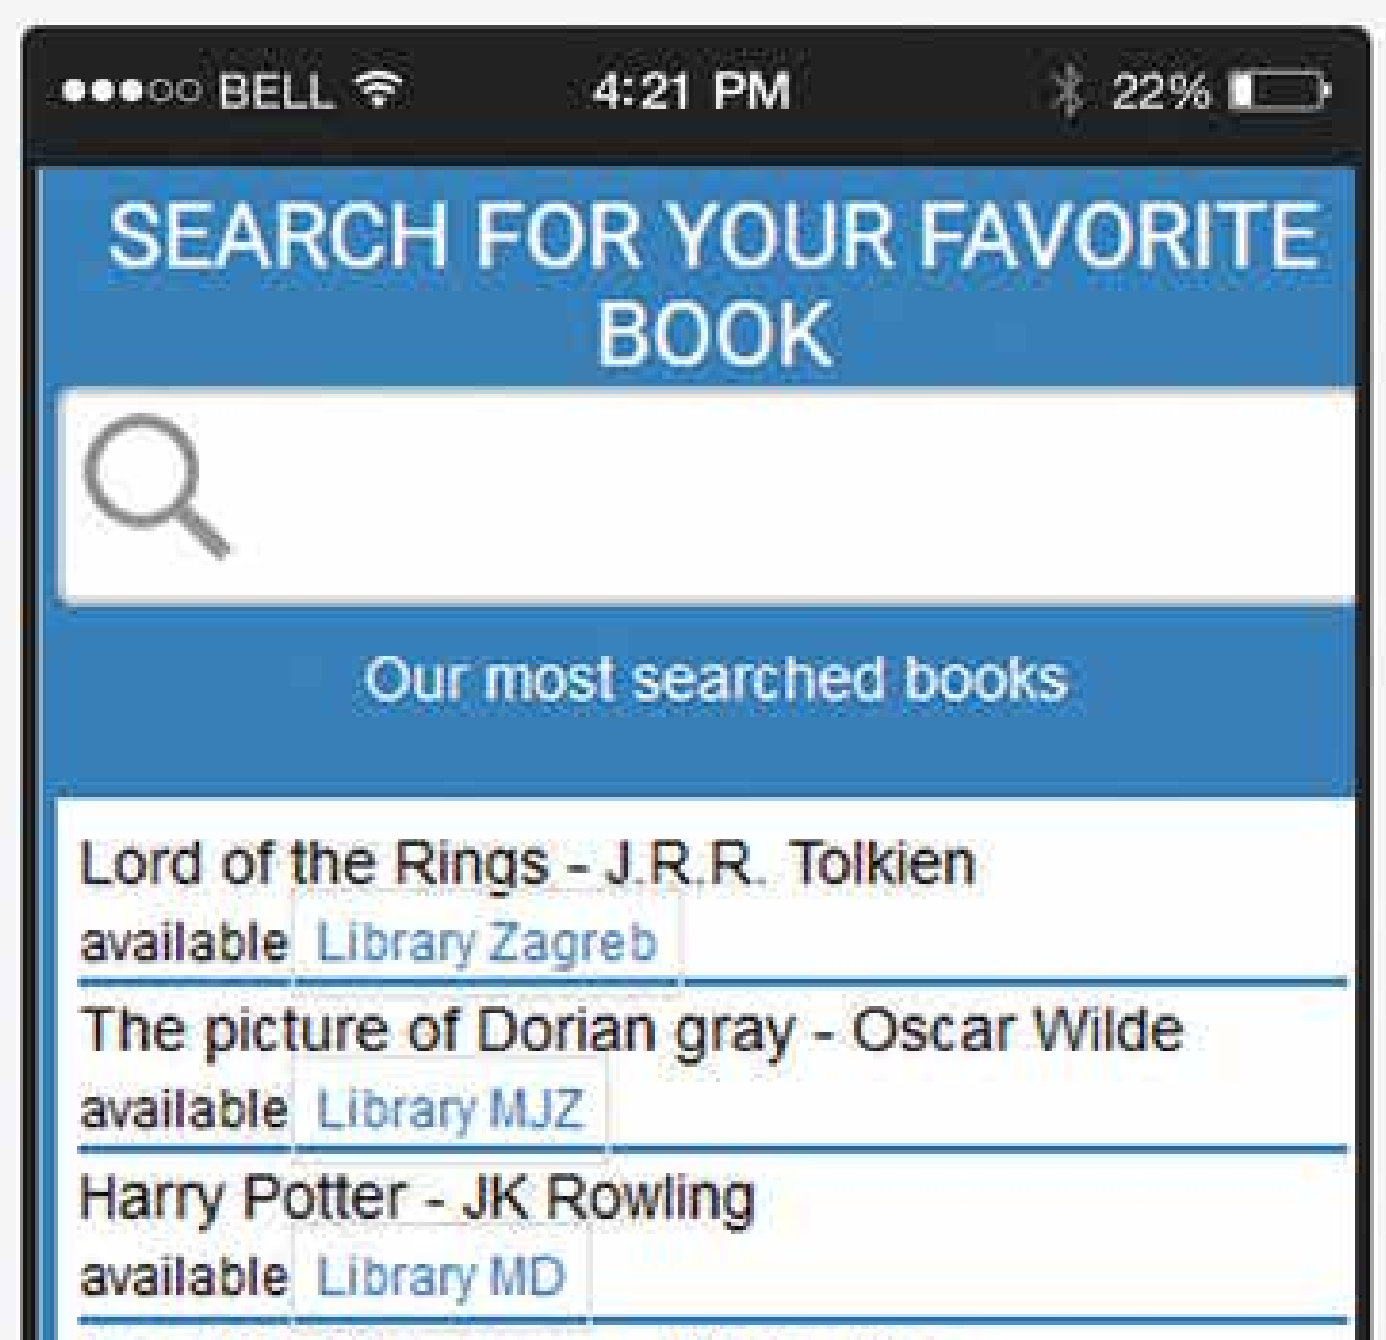 BELL 4:21 PM 22%
SEARCH FOR YOUR FAVORITE
BOOK
Our most searched books
Lord of the Rings - J.R.R. Tolkien
available Library Zagreb
The picture of Dorian gray - Oscar Wilde
available Library MJZ
Harry Potter - JK Rowling
available Library MD